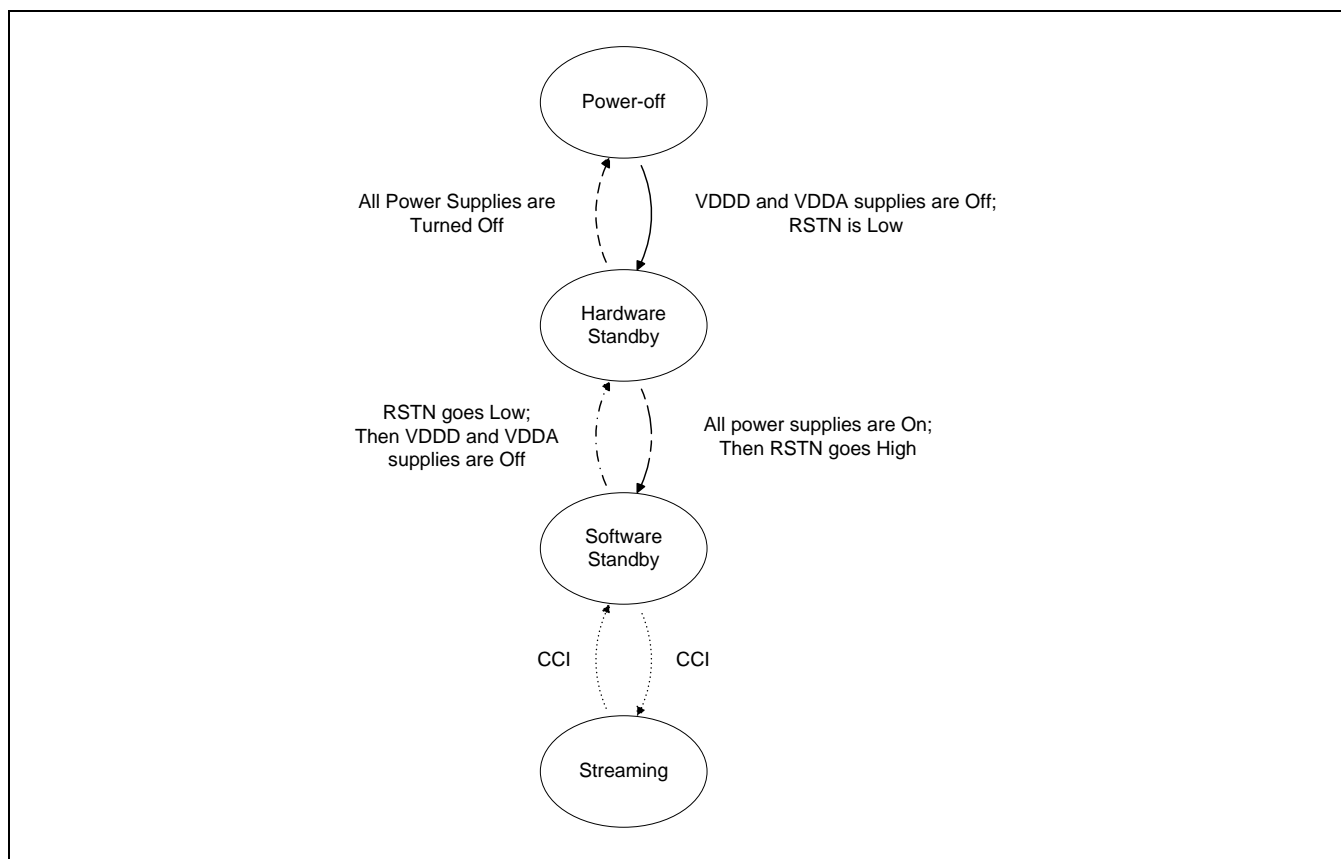 Power-off
All Power Supplies are
Turned Off
VDDD and VDDA supplies are Off;
RSTN is Low
Hardware
Standby
RSTN goes Low;
Then VDDD and VDDA
supplies are Off
All power supplies are On;
Then RSTN goes High
Software
Standby
CCI
CCI
Streaming